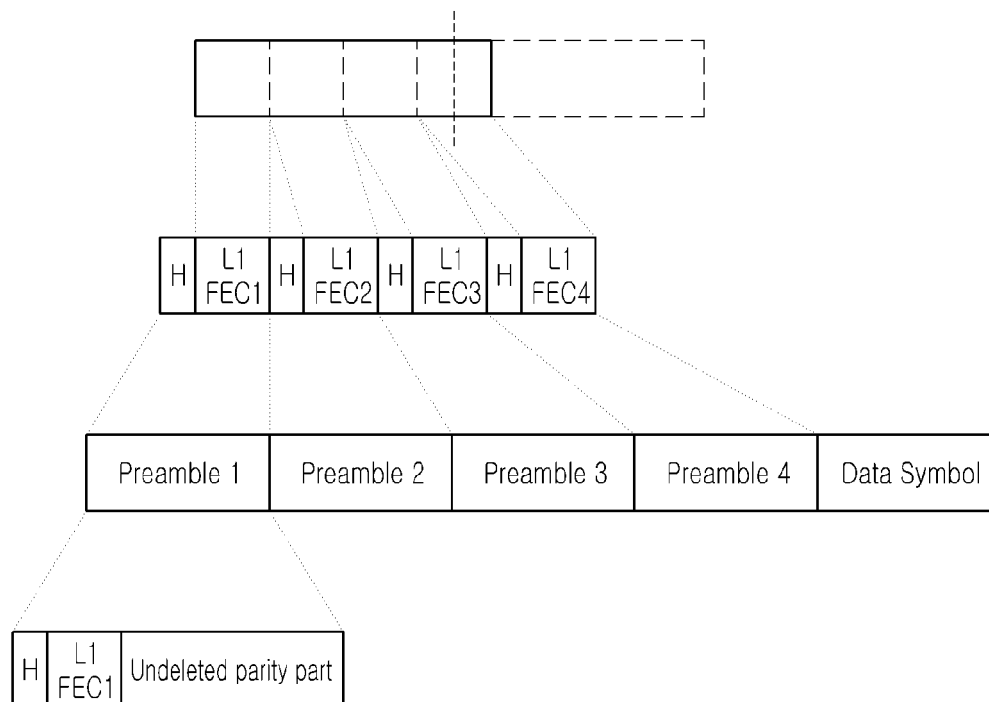 H L1 FEC1 H L1 FEC2 H L1 FEC3 H L1 FEC4
Preamble 1 Preamble 2 Preamble 3 Preamble 4 Data Symbol
H L1 FEC1 Undeleted parity part